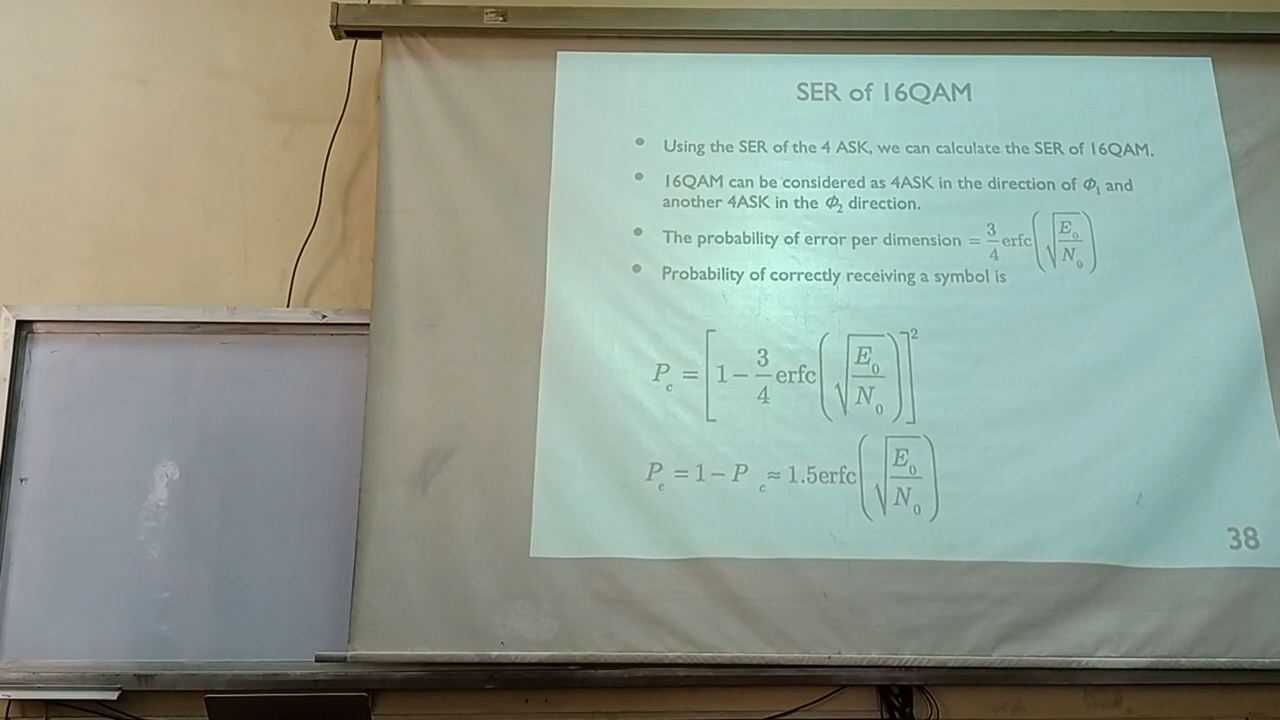 SER of 16QAM
• Using the SER of the 4 ASK, we can calculate the SER of 16QAM.
• 16QAM can be considered as 4ASK in the direction of Φ₁ and
another 4ASK in the Φ₂ direction.
• The probability of error per dimension = 3/4 erfc(√(E₀/N₀))
• Probability of correctly receiving a symbol is
P_c = [1 − 3/4 erfc(√(E₀/N₀))]²
P_e = 1 − P_c ≈ 1.5erfc(√(E₀/N₀))
38